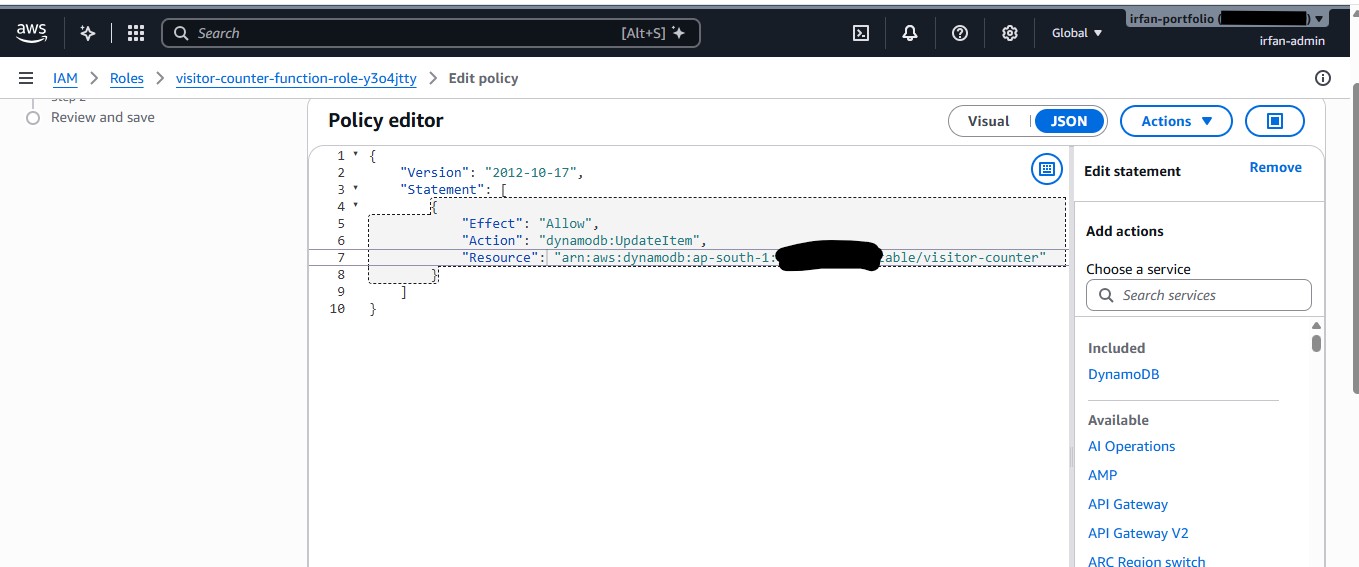 aws
Search [Alt+S]
Global
irfan-portfolio (
)
irfan-admin
IAM
Roles
visitor-counter-function-role-y3o4jtty
Edit policy
Step 2
Review and save
Policy editor
Visual
JSON
Actions
1 {
2 "Version": "2012-10-17",
3 "Statement": [
4 {
5 "Effect": "Allow",
6 "Action": "dynamodb:UpdateItem",
7 "Resource": "arn:aws:dynamodb:ap-south-1: able/visitor-counter"
8 }
9 ]
10 }
Edit statement
Remove
Add actions
Choose a service
Search services
Included
DynamoDB
Available
AI Operations
AMP
API Gateway
API Gateway V2
ARC Region switch